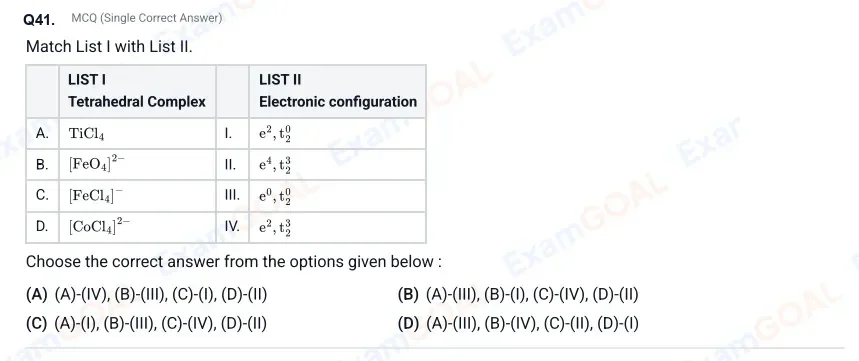 Q41. MCQ (Single Correct Answer)
Match List I with List II.
LIST I LIST II
Tetrahedral Complex Electronic configuration
A. TiCl₄ I. e², t₂⁰
B. [FeO₄]²⁻ II. e⁴, t₂³
C. [FeCl₄]⁻ III. e⁰, t₂⁰
D. [CoCl₄]²⁻ IV. e², t₂³
Choose the correct answer from the options given below :
(A) (A)-(IV), (B)-(III), (C)-(I), (D)-(II) (B) (A)-(III), (B)-(I), (C)-(IV), (D)-(II)
(C) (A)-(I), (B)-(III), (C)-(IV), (D)-(II) (D) (A)-(III), (B)-(IV), (C)-(II), (D)-(I)
ExamGOAL